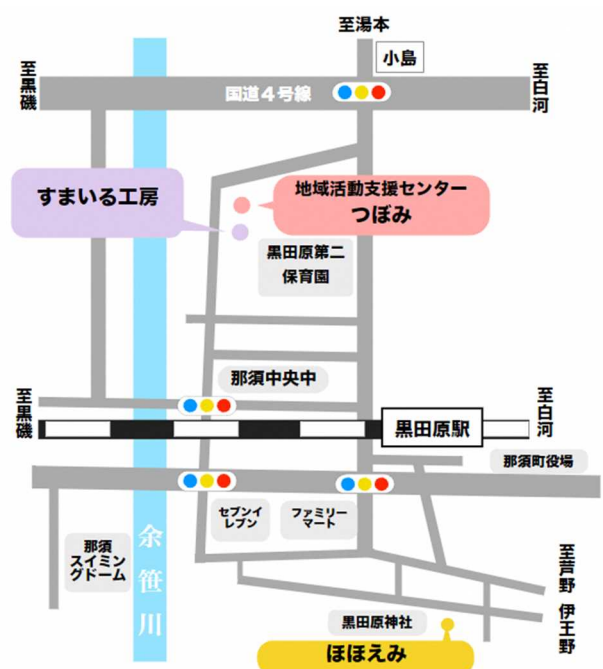 至湯本
小島
至黒磯
国道4号線
至白河
すまいる工房
地域活動支援センター
つぼみ
黒田原第二
保育園
那須中央中
至黒磯
黒田原駅
至白河
那須町役場
セブンイ
レブン
ファミリー
マート
那須
スイミン
グドーム
余笹川
至芦野
伊王野
黒田原神社
ほほえみ